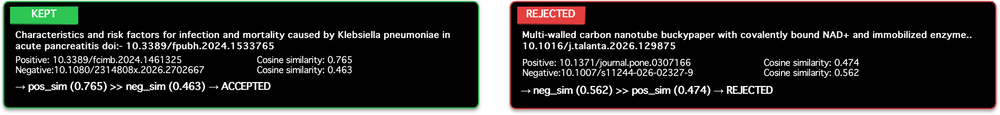 KEPT
Characteristics and risk factors for infection and mortality caused by Klebsiella pneumoniae in
acute pancreatitis doi:- 10.3389/fpubh.2024.1533765
Positive: 10.3389/fcimb.2024.1461325 Cosine similarity: 0.765
Negative:10.1080/2314808x.2026.2702667 Cosine similarity: 0.463
→ pos_sim (0.765) >> neg_sim (0.463) → ACCEPTED
REJECTED
Multi-walled carbon nanotube buckypaper with covalently bound NAD+ and immobilized enzyme..
10.1016/j.talanta.2026.129875
Positive: 10.1371/journal.pone.0307166 Cosine similarity: 0.474
Negative:10.1007/s11244-026-02327-9 Cosine similarity: 0.562
→ neg_sim (0.562) >> pos_sim (0.474) → REJECTED